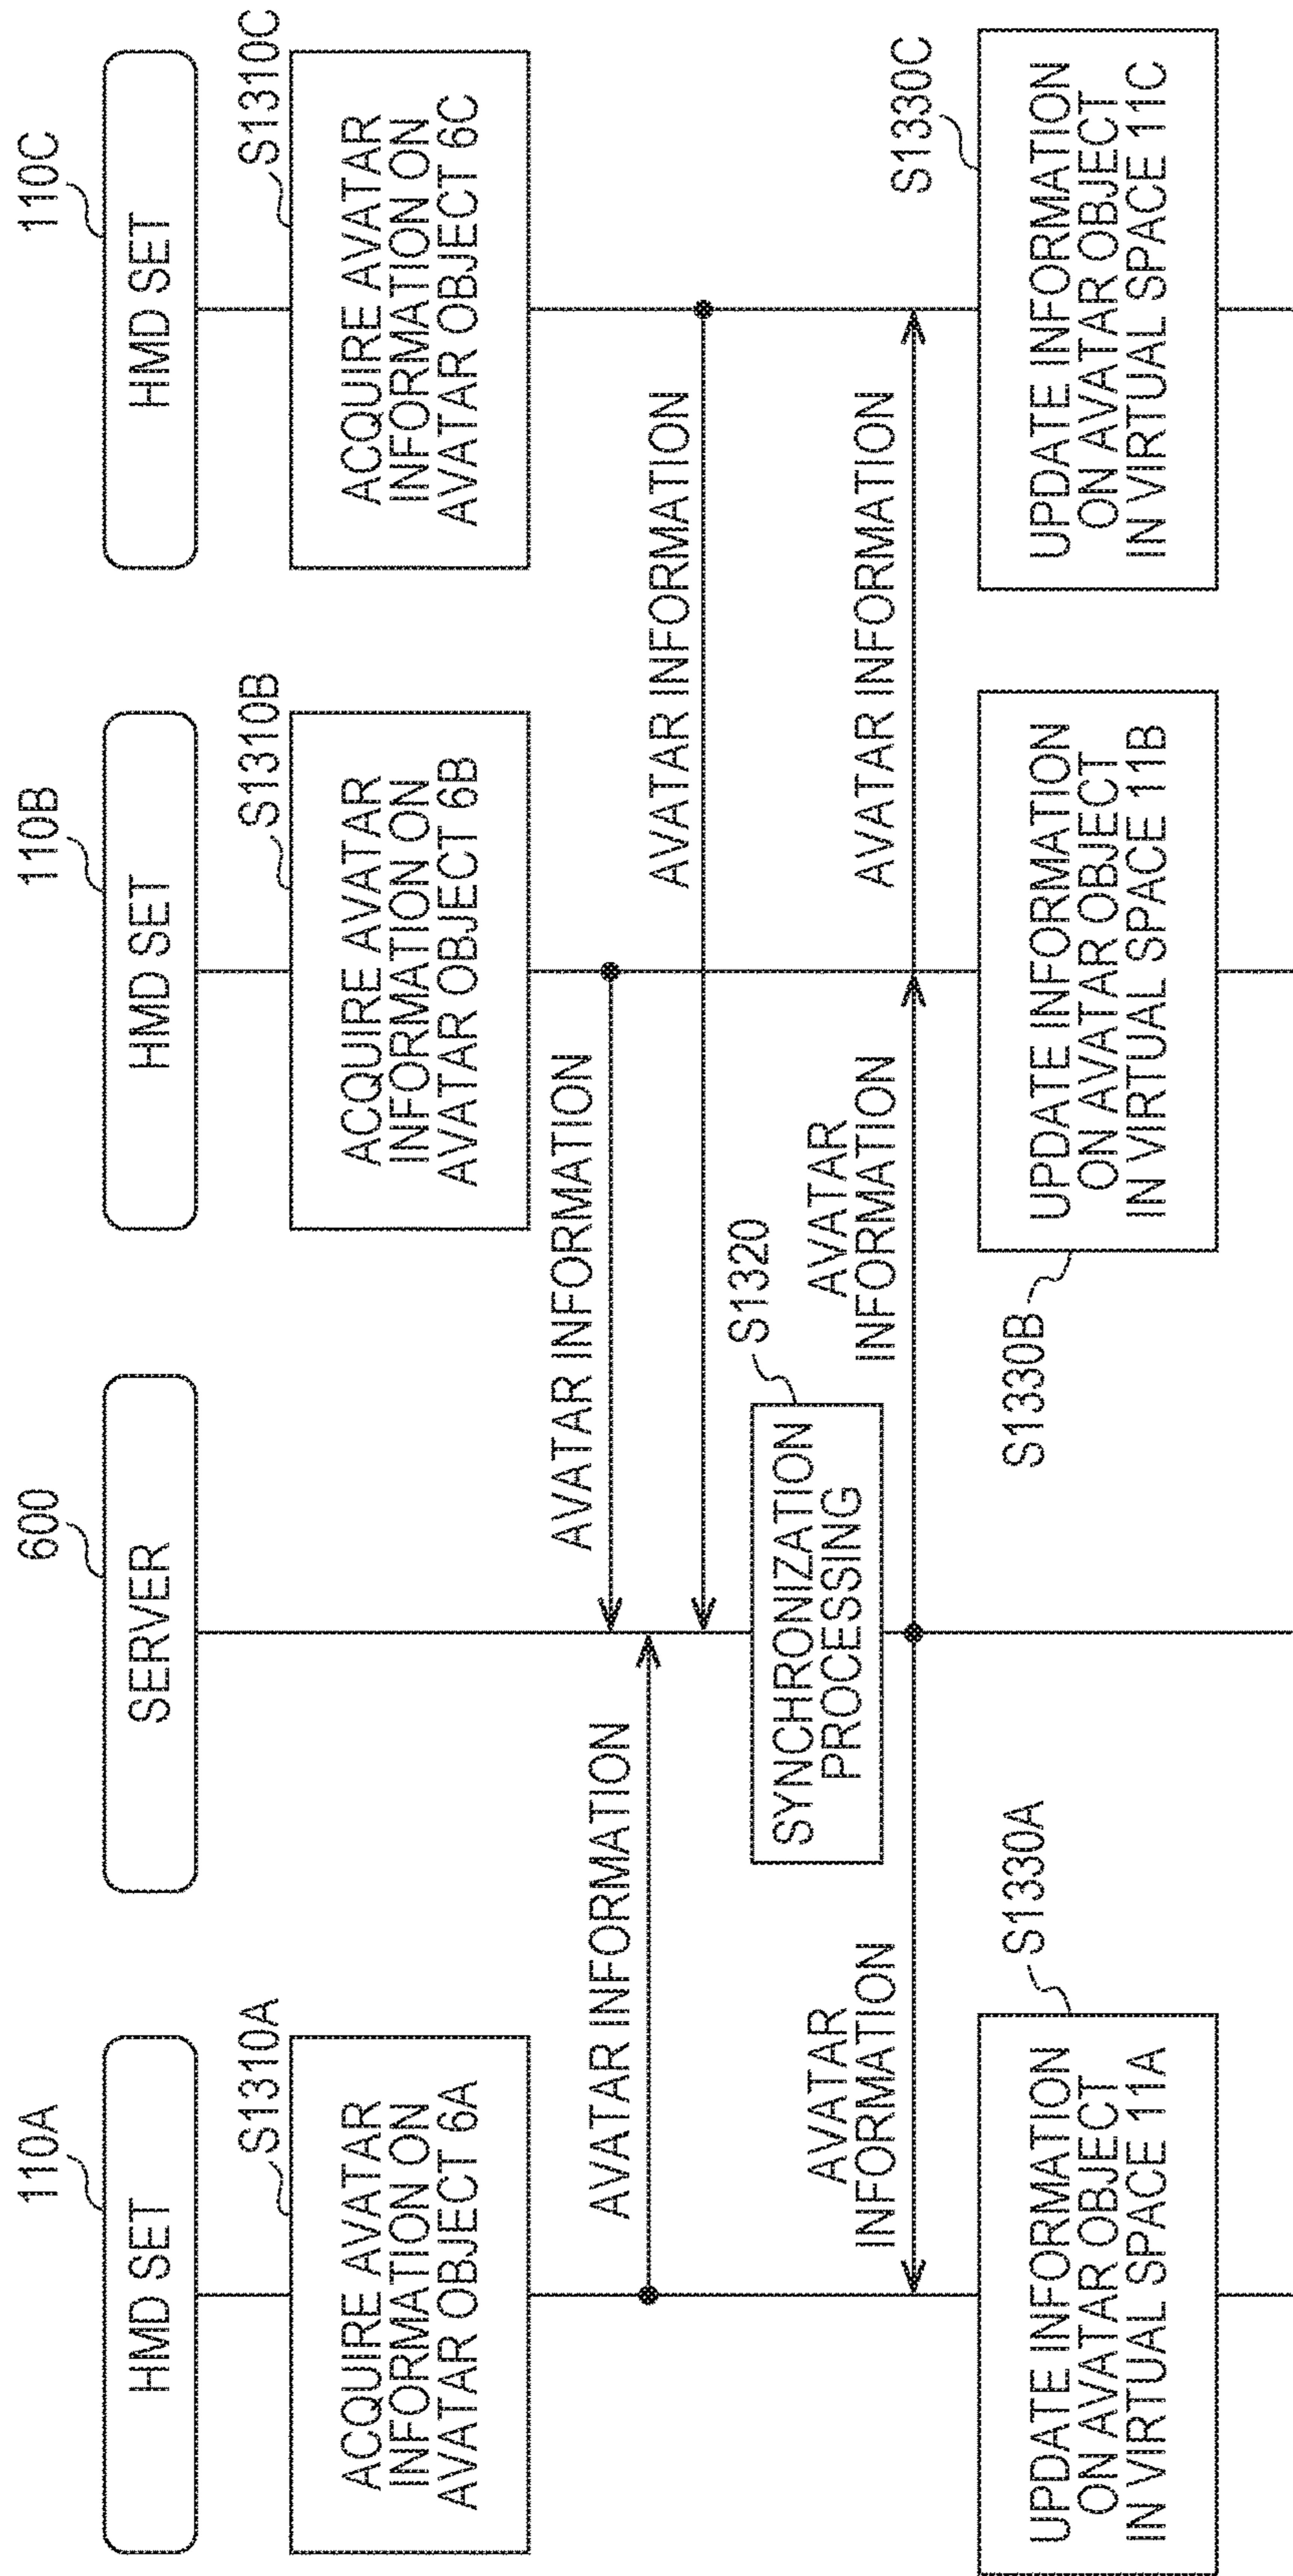 110A
600
110B
110C
HMD SET
SERVER
HMD SET
HMD SET
S1310A
S1310B
S1310C
ACQUIRE AVATAR
INFORMATION ON
AVATAR OBJECT 6A
ACQUIRE AVATAR
INFORMATION ON
AVATAR OBJECT 6B
ACQUIRE AVATAR
INFORMATION ON
AVATAR OBJECT 6C
AVATAR INFORMATION
AVATAR INFORMATION
AVATAR INFORMATION
S1320
SYNCHRONIZATION
PROCESSING
AVATAR
INFORMATION
AVATAR
INFORMATION
AVATAR INFORMATION
S1330A
S1330B
S1330C
UPDATE INFORMATION
ON AVATAR OBJECT
IN VIRTUAL SPACE 11A
UPDATE INFORMATION
ON AVATAR OBJECT
IN VIRTUAL SPACE 11B
UPDATE INFORMATION
ON AVATAR OBJECT
IN VIRTUAL SPACE 11C